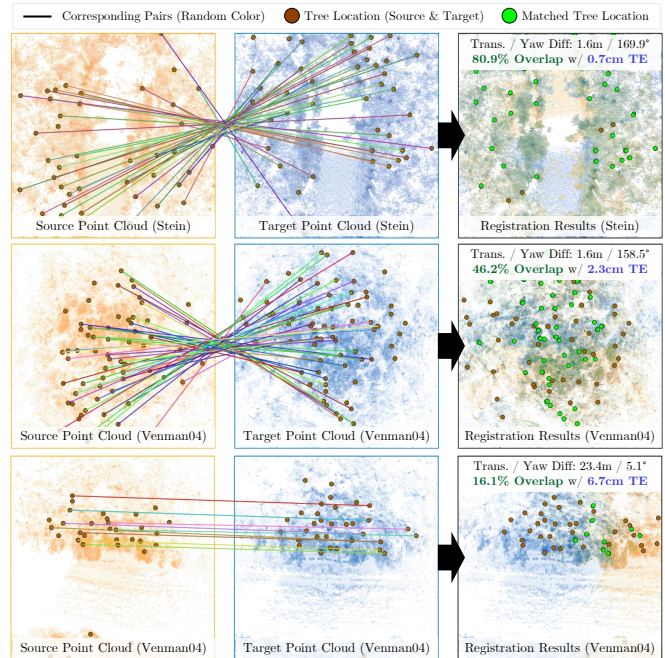 Corresponding Pairs (Random Color) Tree Location (Source & Target) Matched Tree Location
Trans. / Yaw Diff: 1.6m / 169.9°
80.9% Overlap w/ 0.7cm TE
Source Point Cloud (Stein) Target Point Cloud (Stein) Registration Results (Stein)
Trans. / Yaw Diff: 1.6m / 158.5°
46.2% Overlap w/ 2.3cm TE
Source Point Cloud (Venman04) Target Point Cloud (Venman04) Registration Results (Venman04)
Trans. / Yaw Diff: 23.4m / 5.1°
16.1% Overlap w/ 6.7cm TE
Source Point Cloud (Venman04) Target Point Cloud (Venman04) Registration Results (Venman04)